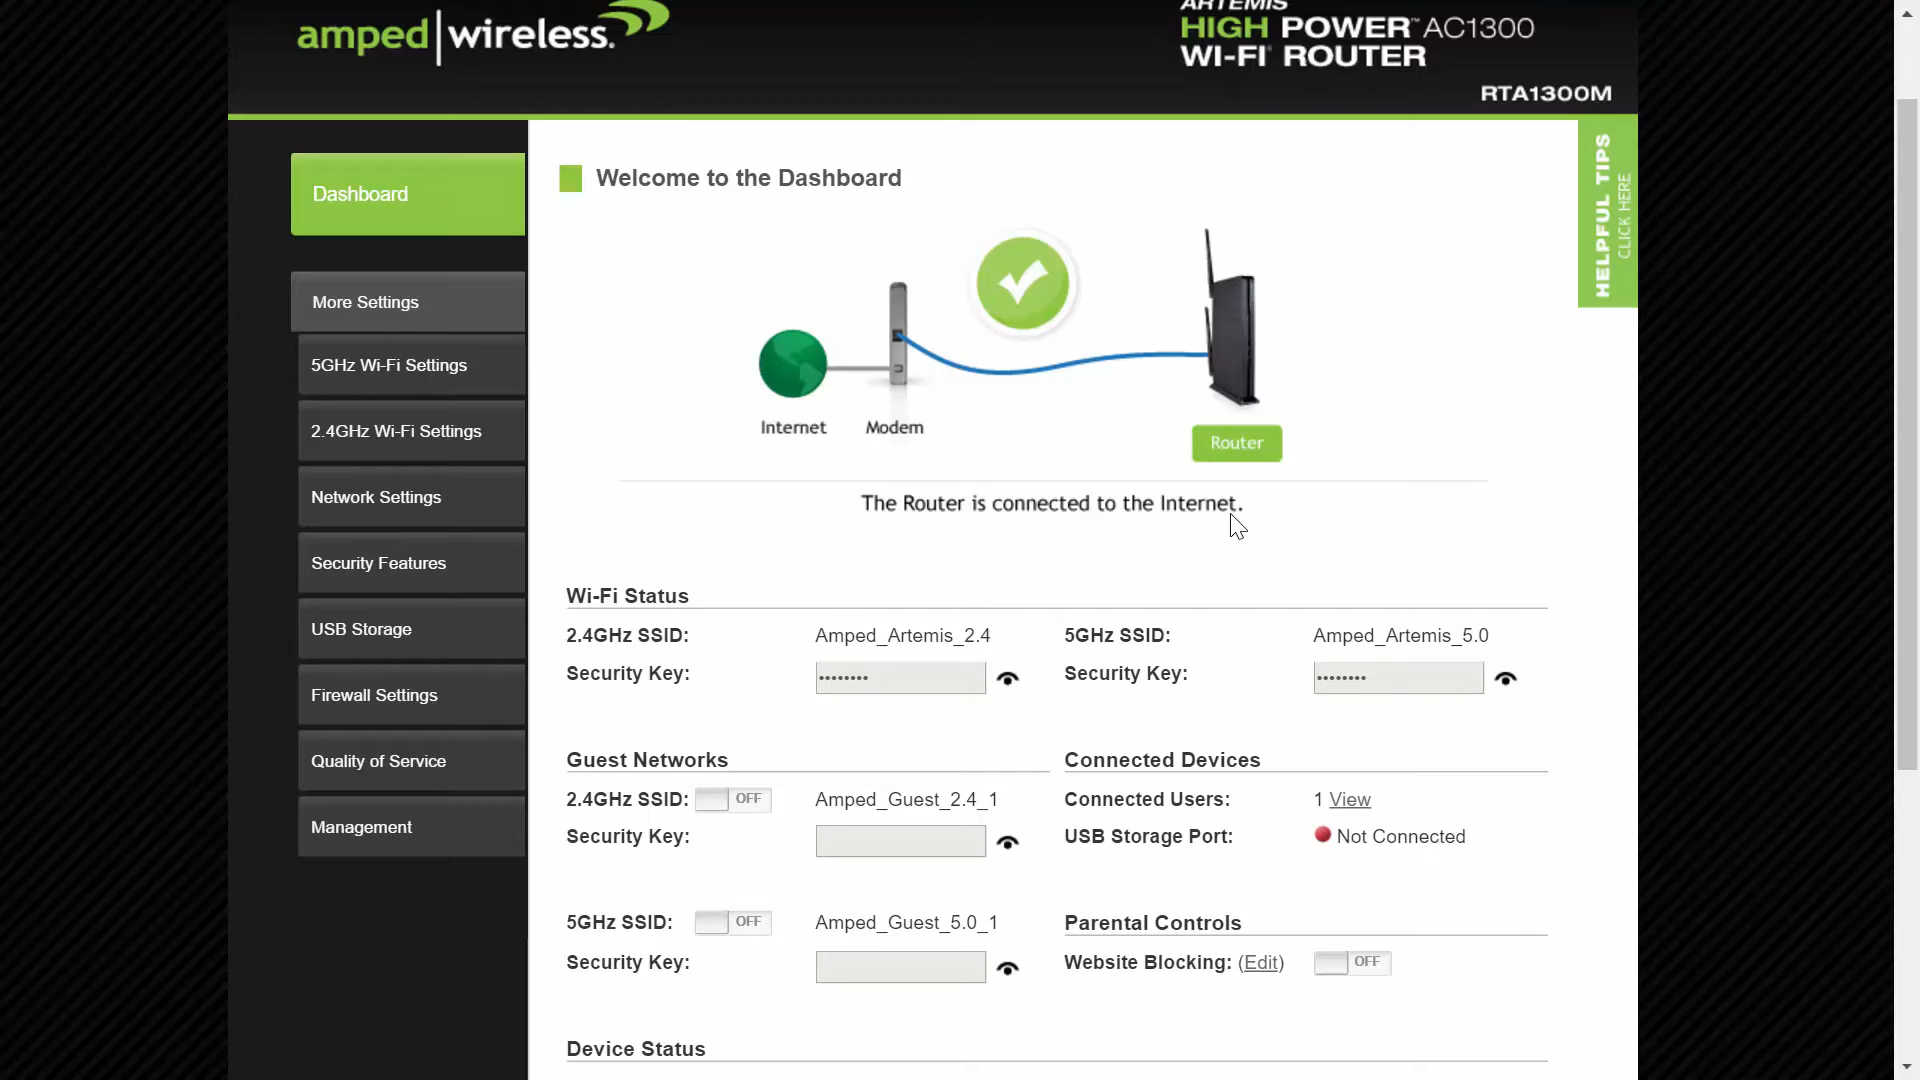 amped|wireless.
ARTEMIS
HIGH POWER™ AC1300
WI-FI® ROUTER
RTA1300M
HELPFUL TIPS
CLICK HERE
Dashboard
More Settings
5GHz Wi-Fi Settings
2.4GHz Wi-Fi Settings
Network Settings
Security Features
USB Storage
Firewall Settings
Quality of Service
Management
Welcome to the Dashboard
Internet Modem
Router
The Router is connected to the Internet.
Wi-Fi Status
2.4GHz SSID: Amped_Artemis_2.4 5GHz SSID: Amped_Artemis_5.0
Security Key: •••••••• Security Key: ••••••••
Guest Networks Connected Devices
2.4GHz SSID: OFF Amped_Guest_2.4_1 Connected Users: 1 View
Security Key: USB Storage Port: Not Connected
5GHz SSID: OFF Amped_Guest_5.0_1 Parental Controls
Security Key: Website Blocking: (Edit) OFF
Device Status